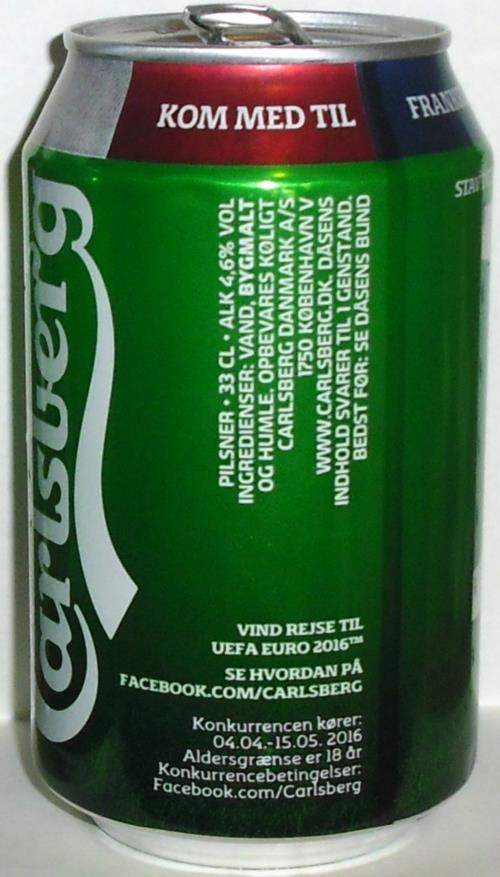 KOM MED TIL
Carlsberg
PILSNER • 33 CL • ALK 4,6% VOL
INGREDIENSER: VAND, BYGMALT
OG HUMLE. OPBEVARES KØLIGT
CARLSBERG DANMARK A/S
1750 KØBENHAVN V
WWW.CARLSBERG.DK. DÅSENS
INDHOLD SVARER TIL 1 GENSTAND.
BEDST FØR: SE DÅSENS BUND
VIND REJSE TIL
UEFA EURO 2016™
SE HVORDAN PÅ
FACEBOOK.COM/CARLSBERG
Konkurrencen kører:
04.04.-15.05. 2016
Aldersgrænse er 18 år
Konkurrencebetingelser:
Facebook.com/Carlsberg